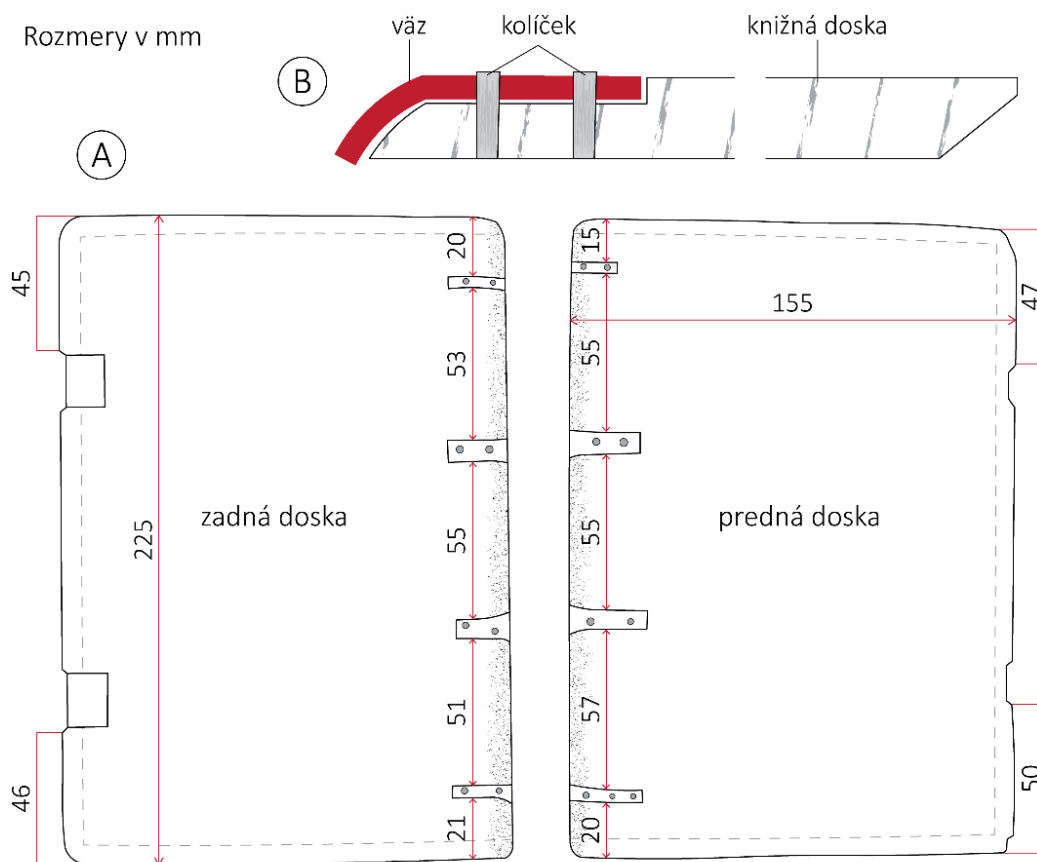 Rozmery v mm
väz
kolíček
knižná doska
B
A
45
20
15
47
155
53
55
zadná doska
predná doska
225
55
55
51
57
46
21
20
50